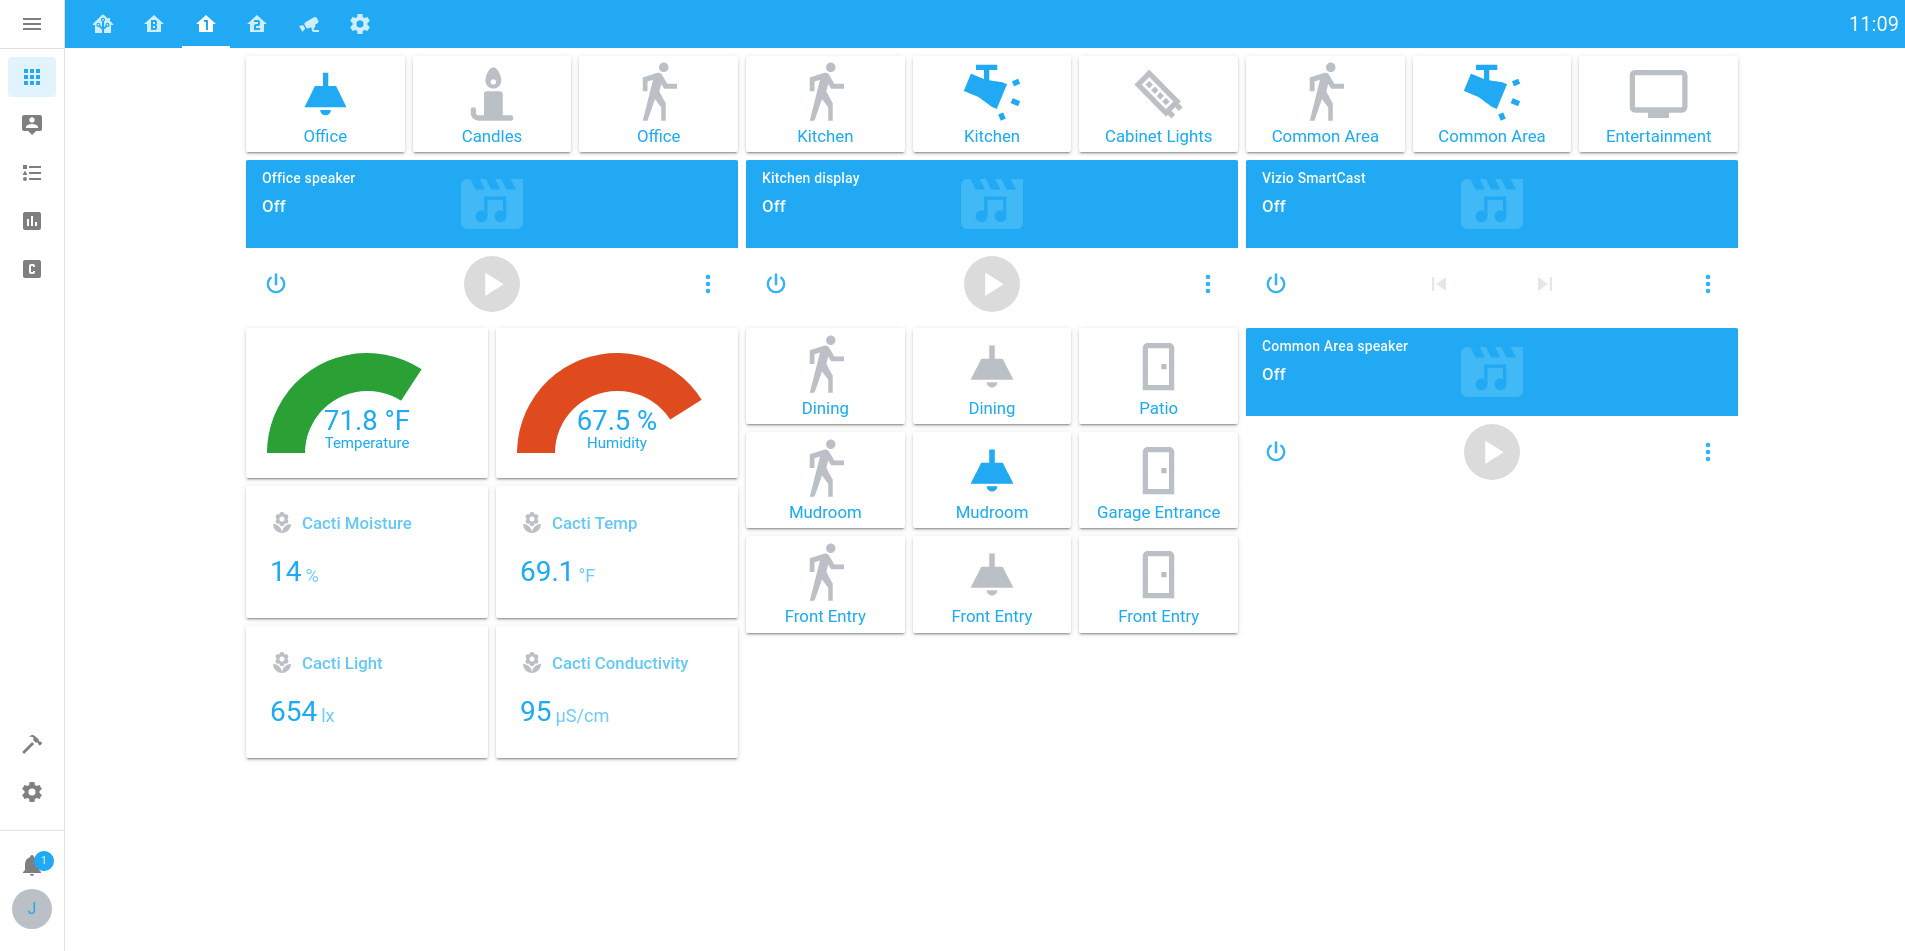 B 1 2 11:09
Office Candles Office Kitchen Kitchen Cabinet Lights Common Area Common Area Entertainment
C
Office speaker
Off
Kitchen display
Off
Vizio SmartCast
Off
71.8 °F
Temperature
67.5 %
Humidity
Dining Dining Patio
Common Area speaker
Off
Mudroom Mudroom Garage Entrance
Cacti Moisture
14 %
Cacti Temp
69.1 °F
Front Entry Front Entry Front Entry
Cacti Light
654 lx
Cacti Conductivity
95 µS/cm
1
J